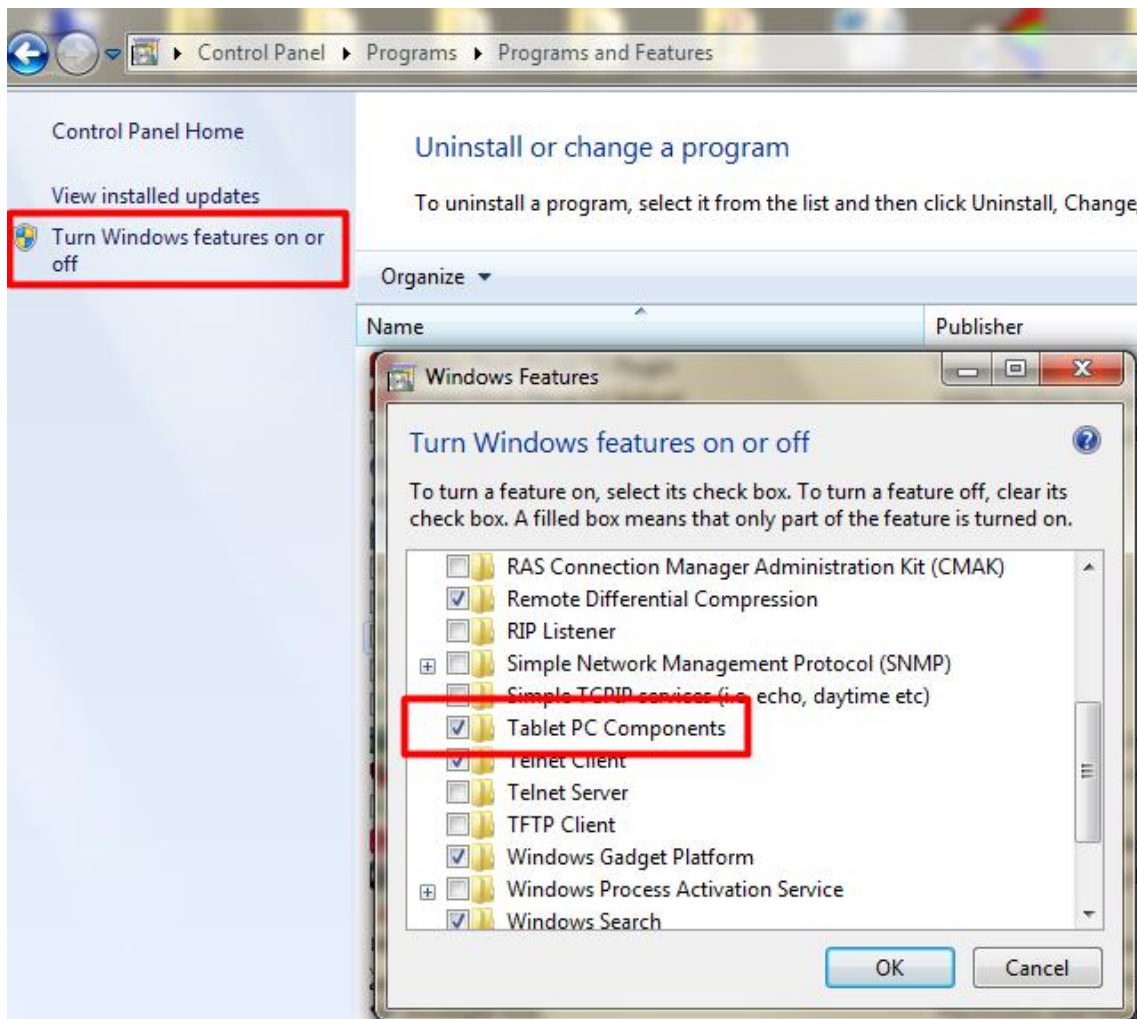 Control Panel Programs Programs and Features
Control Panel Home
View installed updates
Turn Windows features on or
off
Uninstall or change a program
To uninstall a program, select it from the list and then click Uninstall, Change
Organize
Name Publisher
Windows Features
Turn Windows features on or off
To turn a feature on, select its check box. To turn a feature off, clear its
check box. A filled box means that only part of the feature is turned on.
RAS Connection Manager Administration Kit (CMAK)
Remote Differential Compression
RIP Listener
Simple Network Management Protocol (SNMP)
Simple TCPIP services (i.e. echo, daytime etc)
Tablet PC Components
Telnet Client
Telnet Server
TFTP Client
Windows Gadget Platform
Windows Process Activation Service
Windows Search
OK Cancel